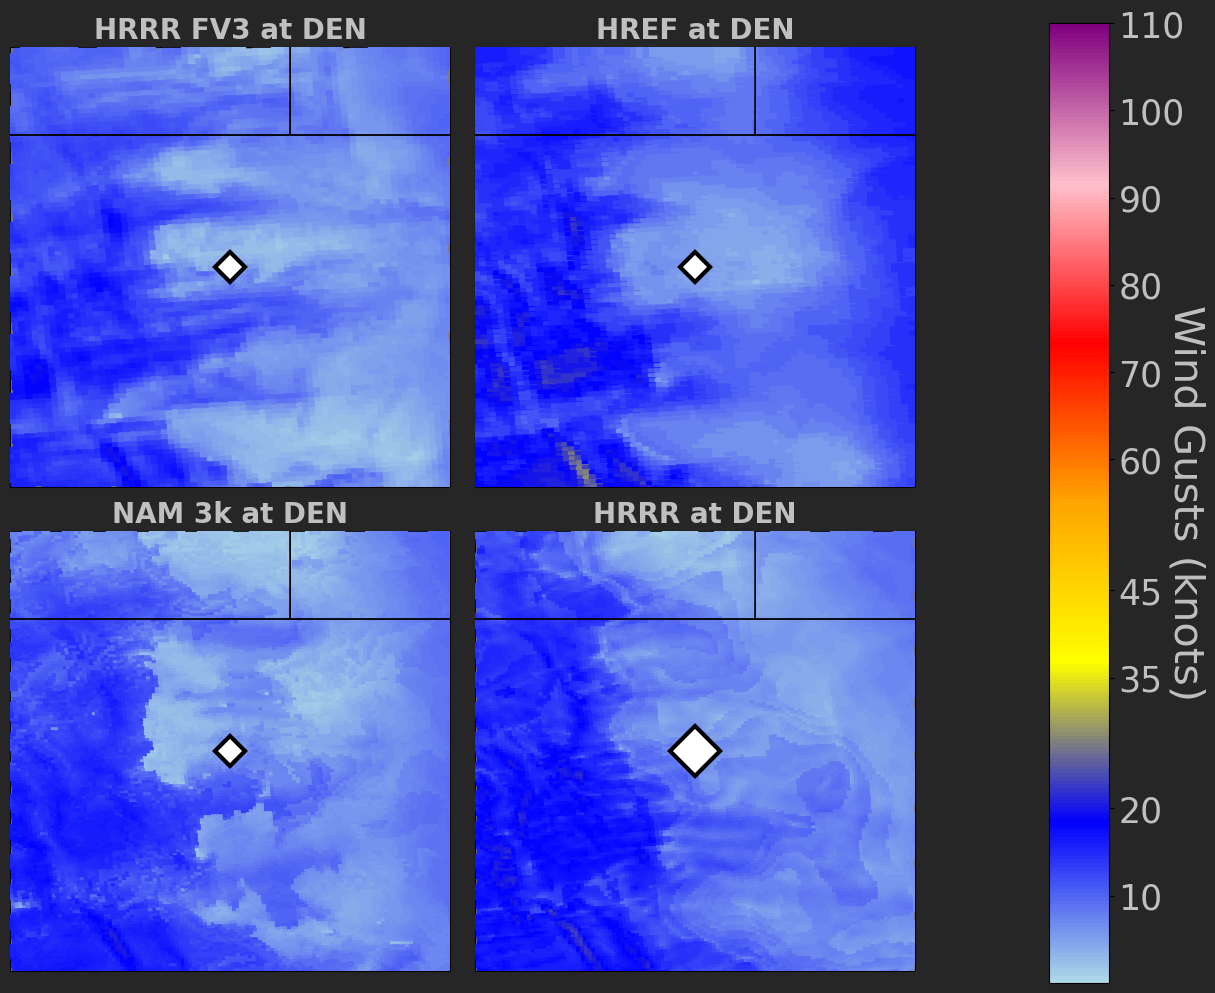 HRRR FV3 at DEN
HREF at DEN
NAM 3k at DEN
HRRR at DEN
110
100
90
80
70
60
45
35
20
10
Wind Gusts (knots)